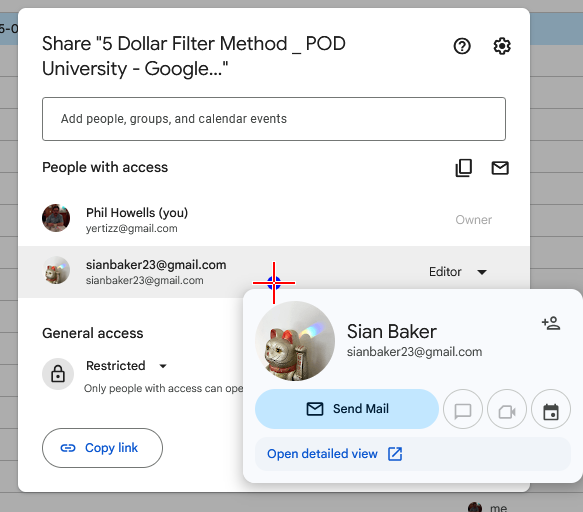 Share "5 Dollar Filter Method _ POD
University - Google..."
Add people, groups, and calendar events
People with access
Phil Howells (you)
yertizz@gmail.com
Owner
sianbaker23@gmail.com
sianbaker23@gmail.com
Editor
General access
Restricted
Only people with access can ope
Copy link
Sian Baker
sianbaker23@gmail.com
Send Mail
Open detailed view
me